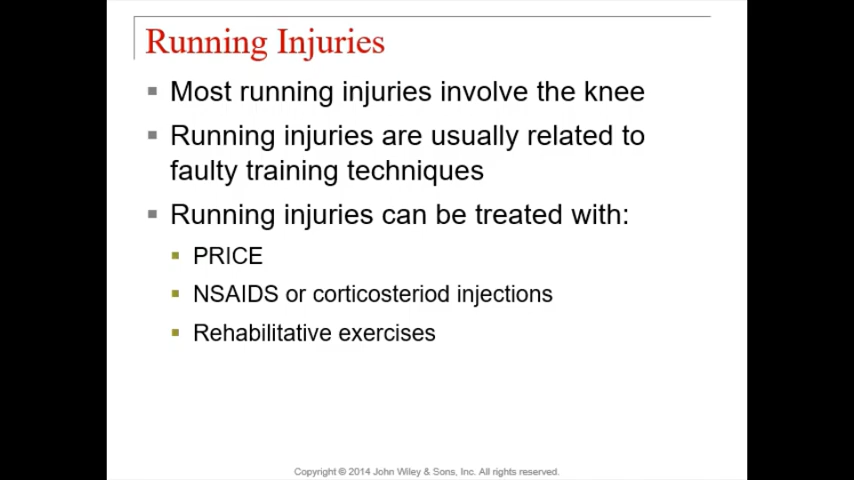 Running Injuries
Most running injuries involve the knee
Running injuries are usually related to
faulty training techniques
Running injuries can be treated with:
PRICE
NSAIDS or corticosteriod injections
Rehabilitative exercises
Copyright © 2014 John Wiley & Sons, Inc. All rights reserved.